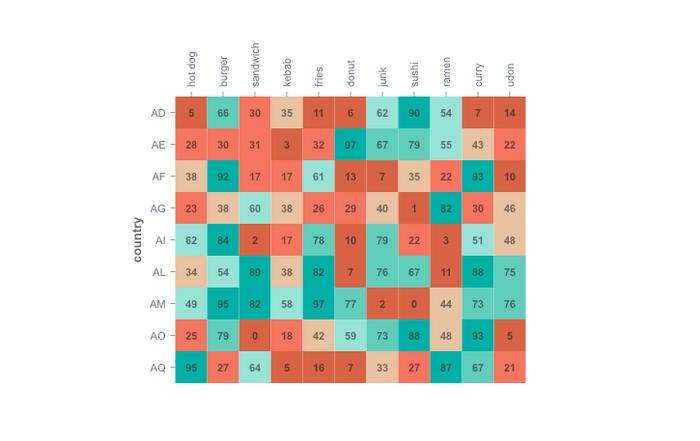 hot dog burger sandwich kebab fries donut junk sushi ramen curry udon
AD 5 66 30 35 11 6 62 90 54 7 14
AE 28 30 31 3 32 97 67 79 55 43 22
AF 38 92 17 17 61 13 7 35 22 93 10
AG 23 38 60 38 26 29 40 1 82 30 46
AI 62 84 2 17 78 10 79 22 3 51 48
AL 34 54 89 38 82 7 76 67 11 88 75
AM 49 95 82 58 97 77 2 0 44 73 76
AO 25 79 0 18 42 59 73 88 48 93 5
AQ 95 27 64 5 16 7 33 27 87 67 21
country